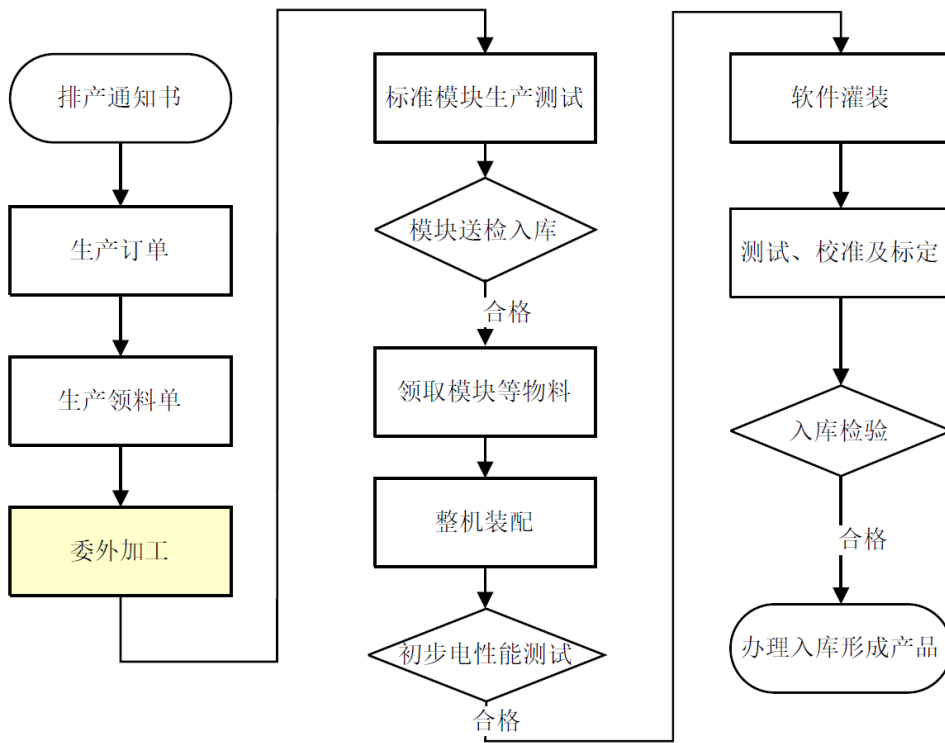 排产通知书
生产订单
生产领料单
委外加工
标准模块生产测试
模块送检入库
合格
领取模块等物料
整机装配
初步电性能测试
合格
软件灌装
测试、校准及标定
入库检验
合格
办理入库形成产品